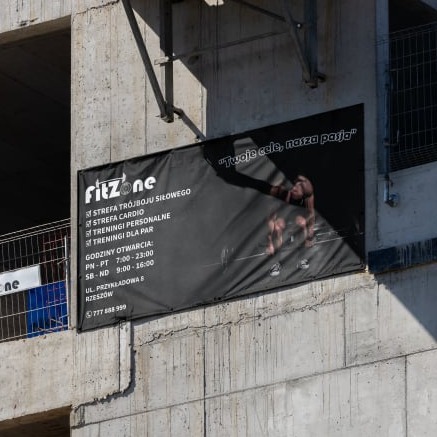 "Twoje cele, nasza pasja"
FitZone
STREFA TRÓJBOJU SIŁOWEGO
STREFA CARDIO
TRENINGI PERSONALNE
TRENINGI DLA PAR
GODZINY OTWARCIA:
PN - PT 7:00 - 23:00
SB - ND 9:00 - 16:00
UL. PRZYKŁADOWA 8
RZESZÓW
777 888 999
one